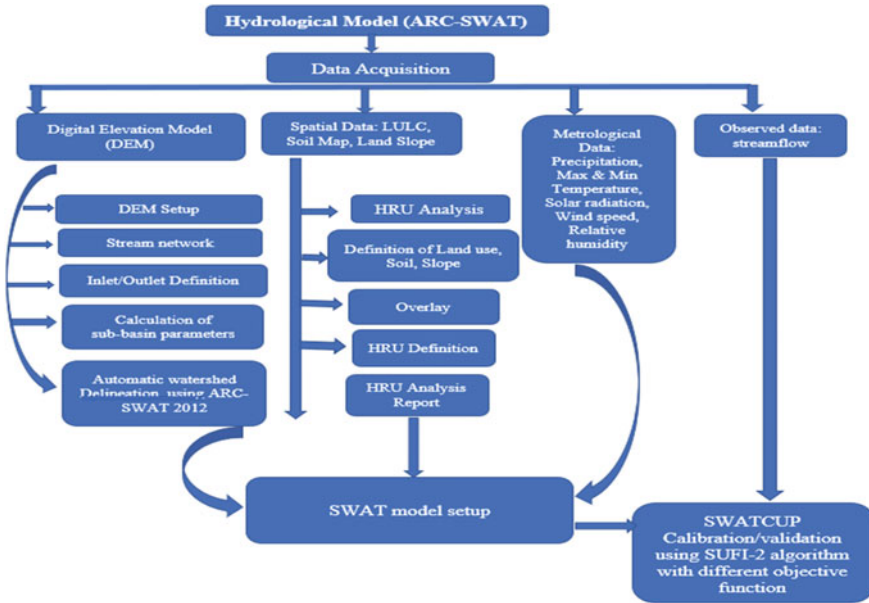 Hydrological Model (ARC-SWAT)
Data Acquisition
Digital Elevation Model
(DEM)
Spatial Data: LULC,
Soil Map, Land Slope
Metrological
Data:
Precipitation,
Max & Min
Temperature,
Solar radiation,
Wind speed,
Relative
humidity
Observed data:
streamflow
DEM Setup
Stream network
Inlet/Outlet Definition
Calculation of
sub-basin parameters
Automatic watershed
Delineation using ARC-
SWAT 2012
HRU Analysis
Definition of Land use,
Soil, Slope
Overlay
HRU Definition
HRU Analysis
Report
SWAT model setup
SWATCUP
Calibration/validation
using SUFI-2 algorithm
with different objective
function